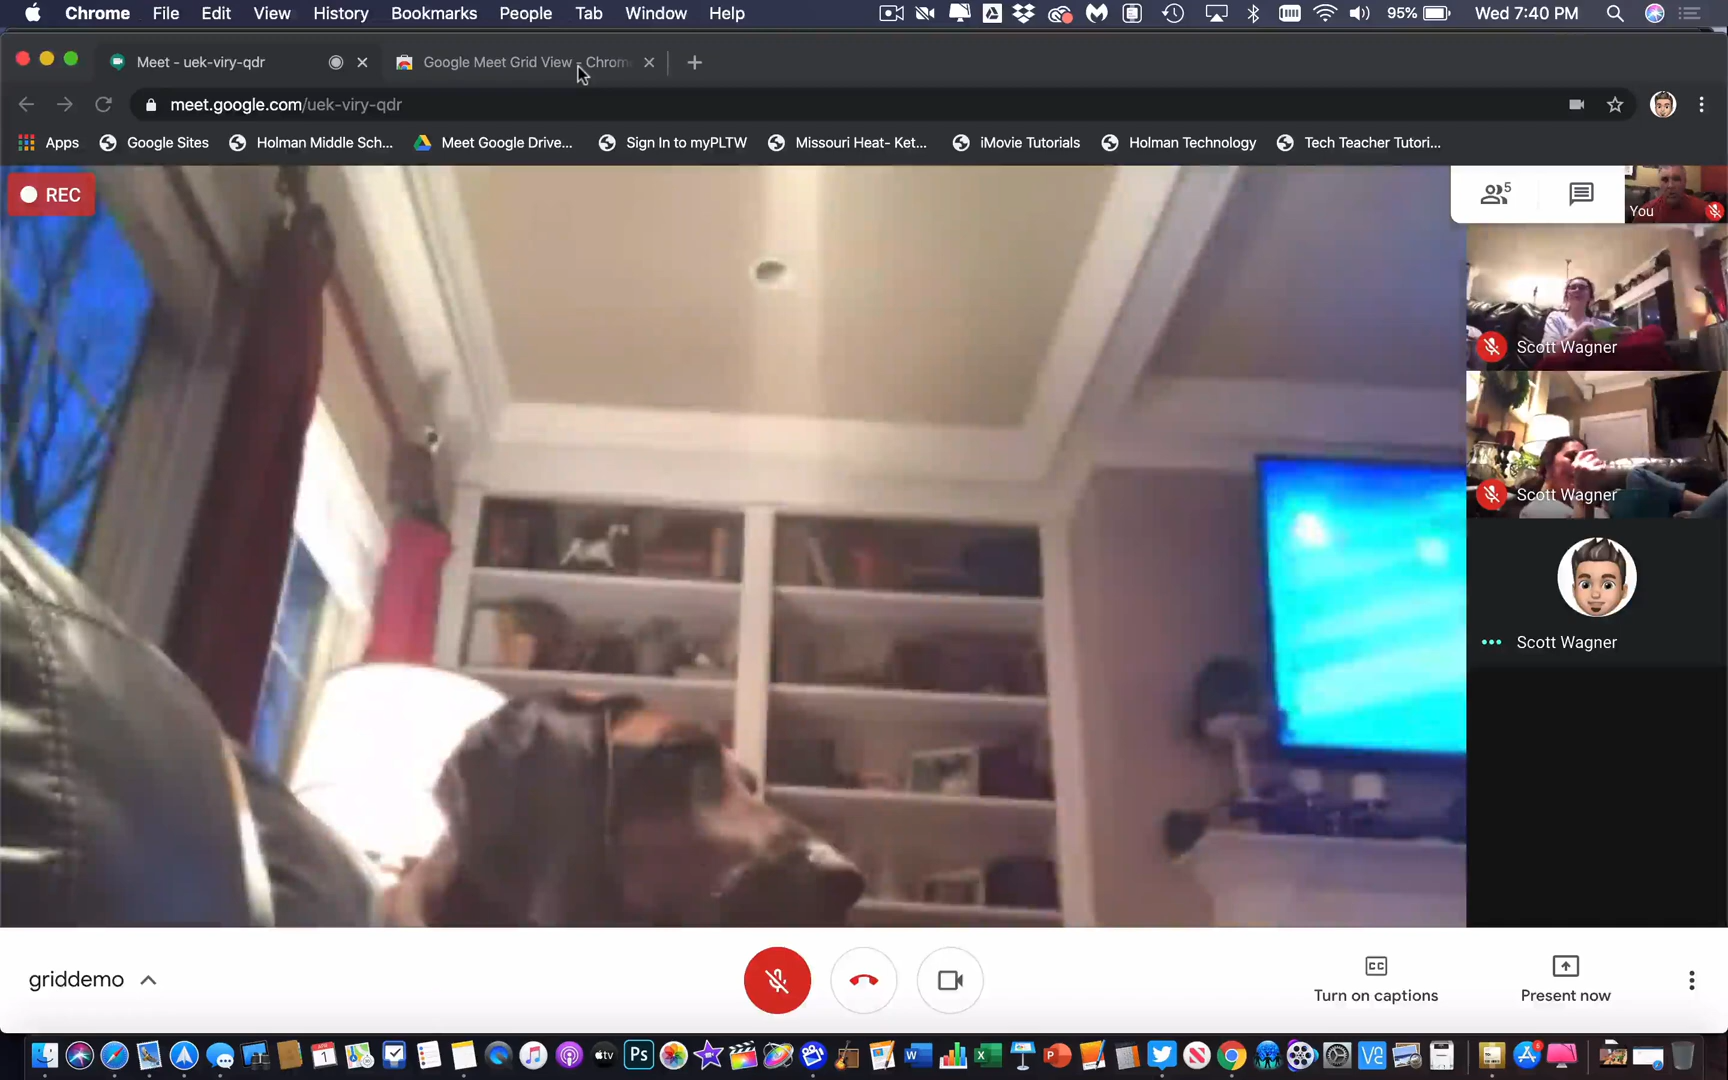 Chrome File Edit View History Bookmarks People Tab Window Help 95% Wed 7:40 PM
Meet - uek-viry-qdr Google Meet Grid View - Chrom
meet.google.com/uek-viry-qdr
Apps Google Sites Holman Middle Sch... Meet Google Drive... Sign In to myPLTW Missouri Heat- Ket... iMovie Tutorials Holman Technology Tech Teacher Tutori...
REC
5
You
Scott Wagner
Scott Wagner
Scott Wagner
griddemo
CC
Turn on captions Present now
tv Ps